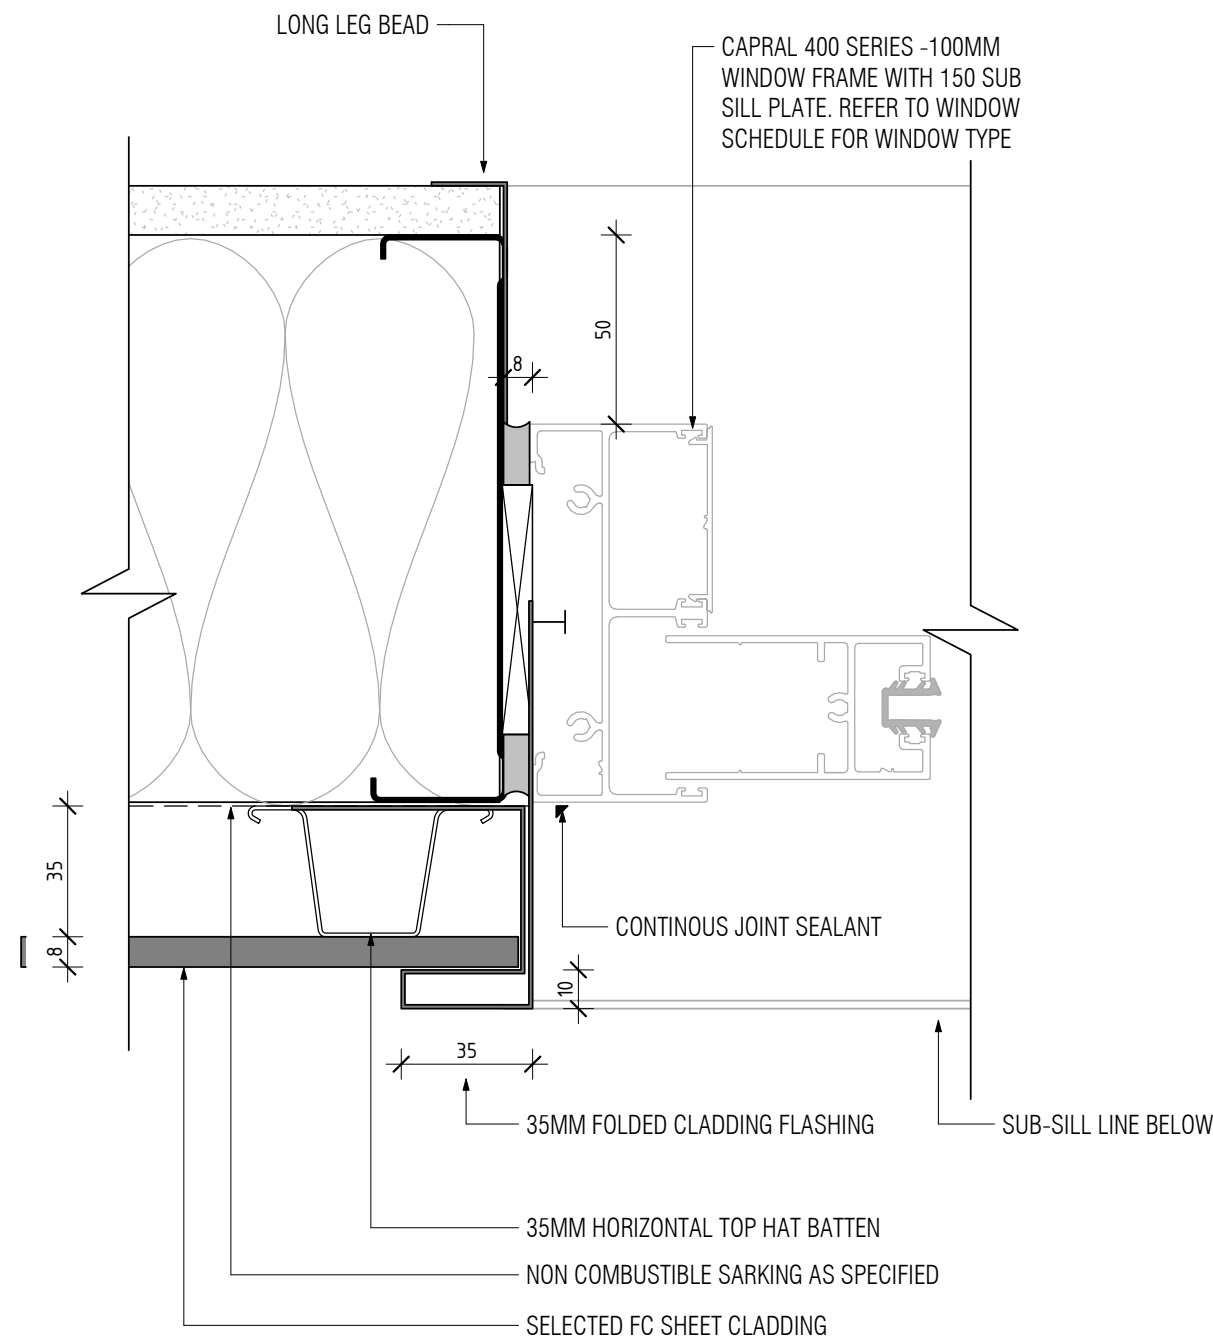 LONG LEG BEAD
CAPRAL 400 SERIES -100MM
WINDOW FRAME WITH 150 SUB
SILL PLATE. REFER TO WINDOW
SCHEDULE FOR WINDOW TYPE
50
8
35
8
CONTINOUS JOINT SEALANT
10
35
35MM FOLDED CLADDING FLASHING
SUB-SILL LINE BELOW
35MM HORIZONTAL TOP HAT BATTEN
NON COMBUSTIBLE SARKING AS SPECIFIED
SELECTED FC SHEET CLADDING